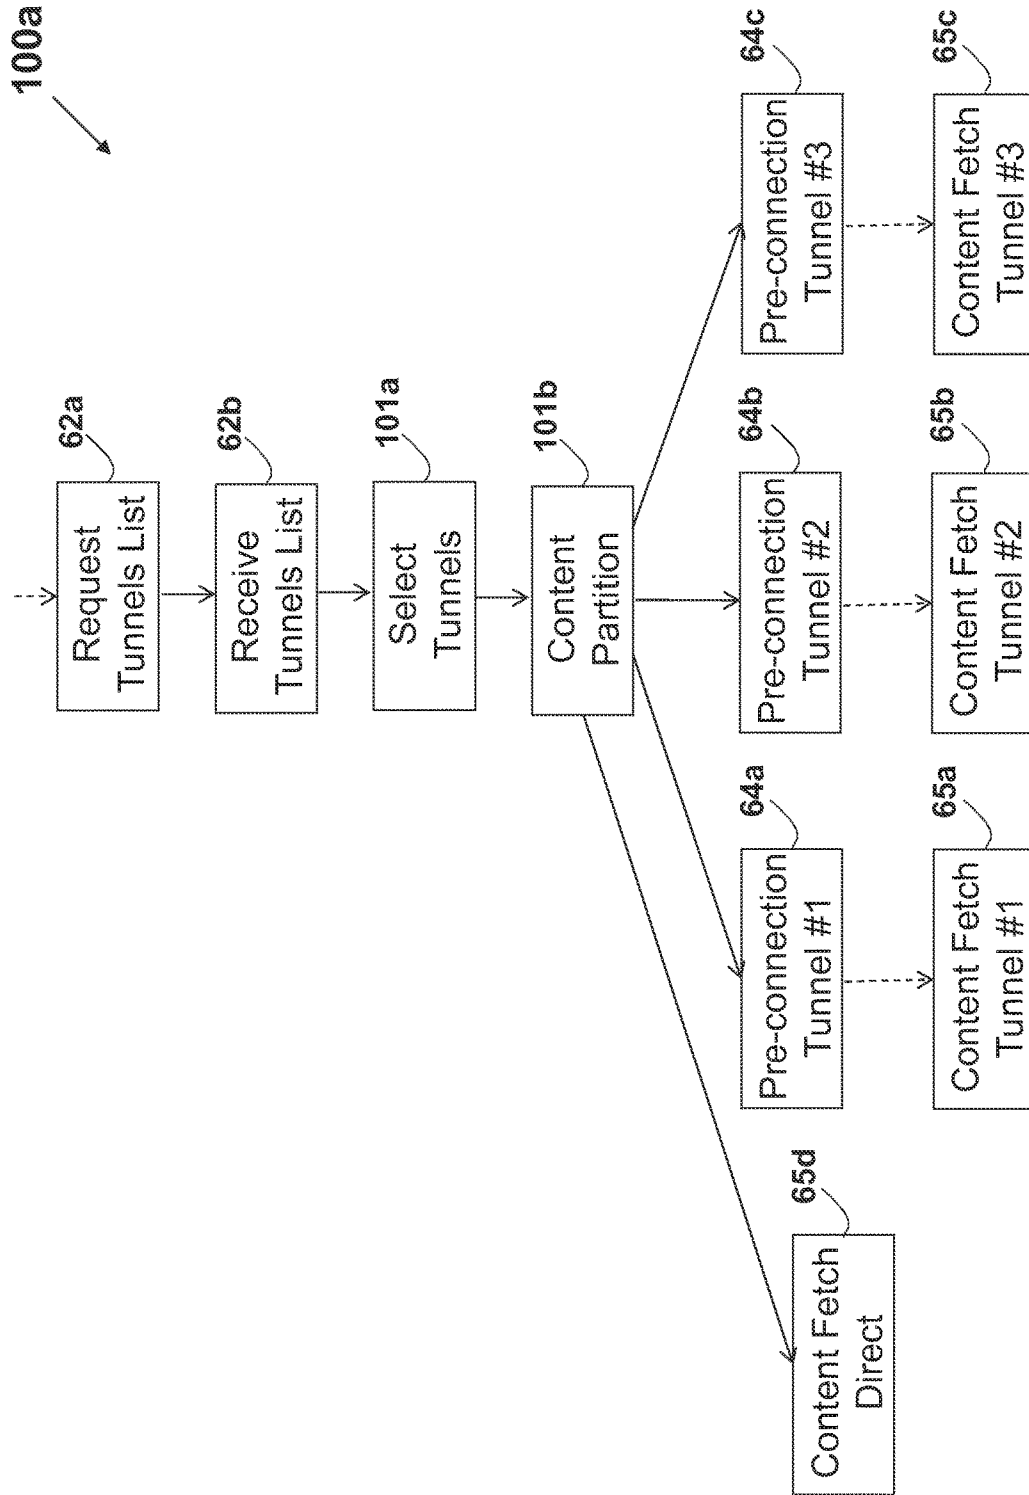 100a
62a
Request
Tunnels List
62b
Receive
Tunnels List
101a
Select
Tunnels
101b
Content
Partition
65d
Content Fetch
Direct
64a
Pre-connection
Tunnel #1
64b
Pre-connection
Tunnel #2
64c
Pre-connection
Tunnel #3
65a
Content Fetch
Tunnel #1
65b
Content Fetch
Tunnel #2
65c
Content Fetch
Tunnel #3